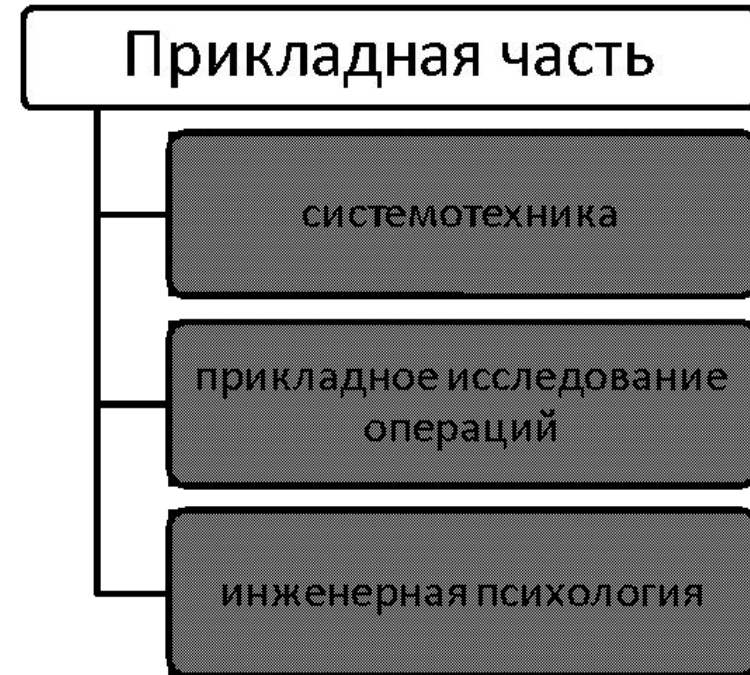 Прикладная часть
системотехника
прикладное исследование
операций
инженерная психология